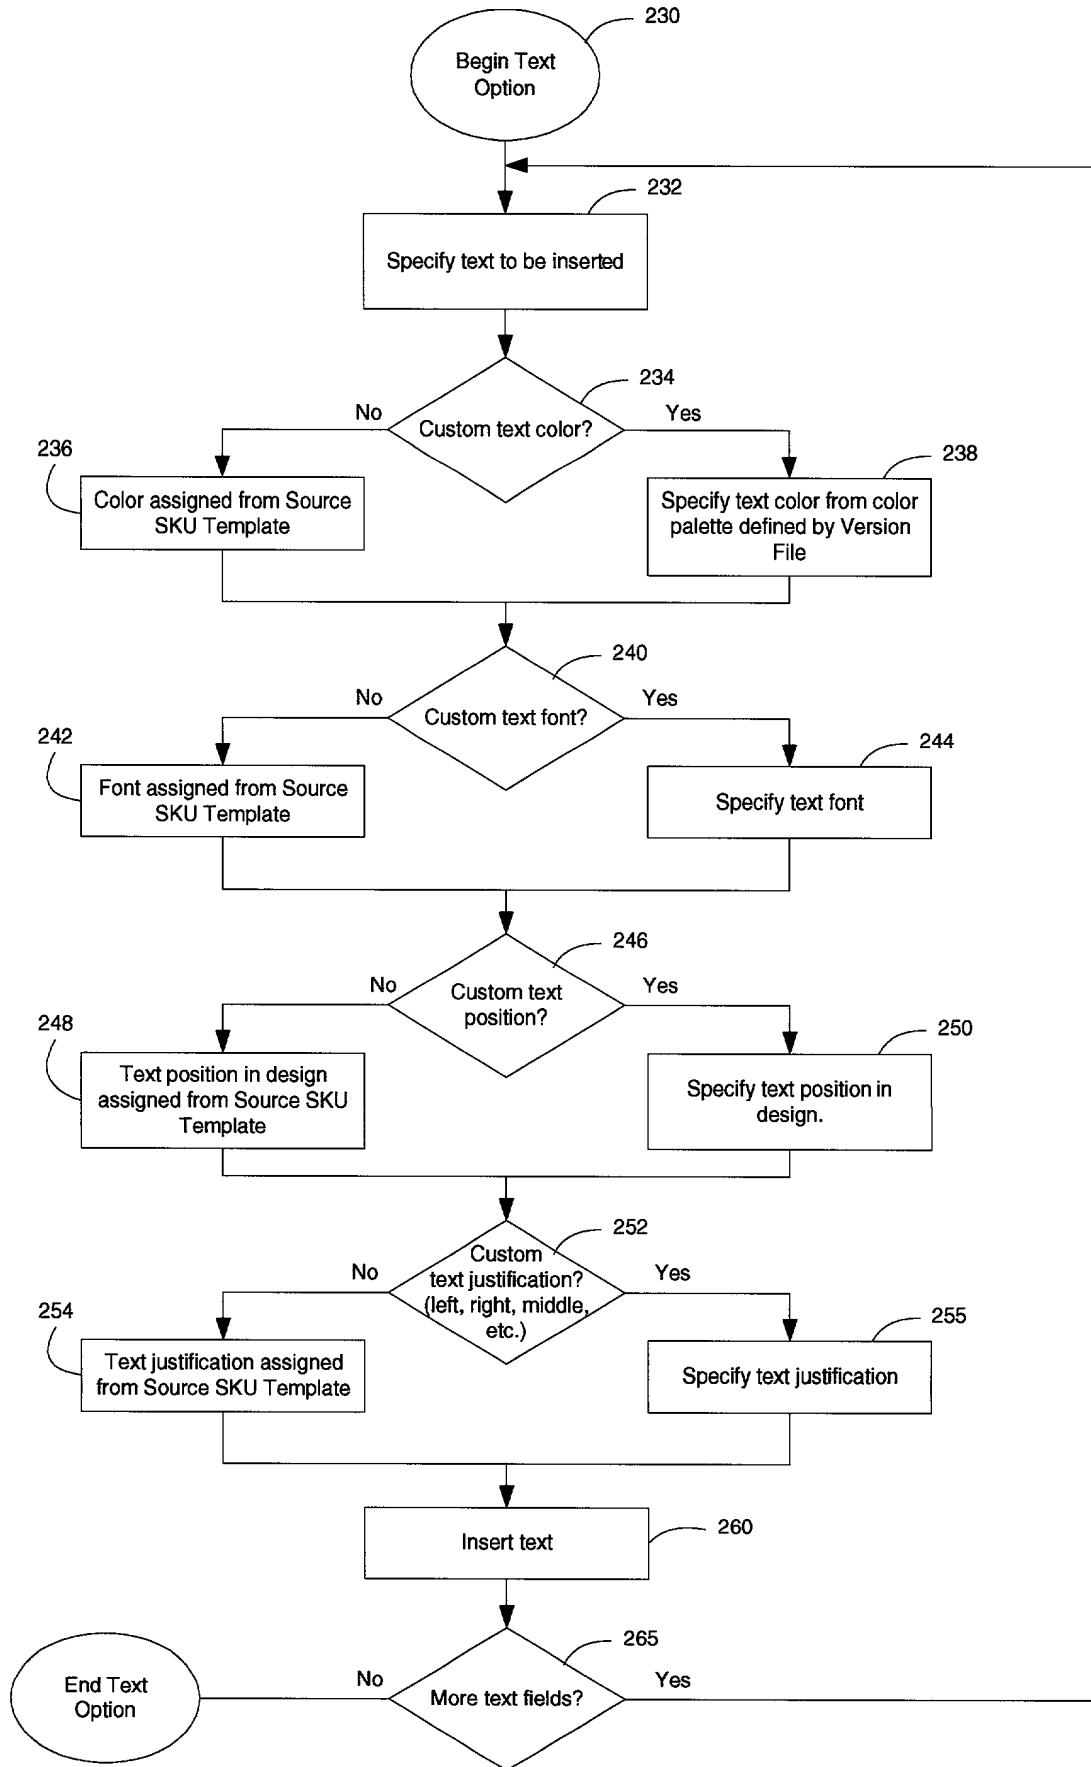 230
Begin Text
Option
232
Specify text to be inserted
234
No
Custom text color?
Yes
236
238
Color assigned from Source
SKU Template
Specify text color from color
palette defined by Version
File
240
No
Custom text font?
Yes
242
244
Font assigned from Source
SKU Template
Specify text font
246
No
Custom text
position?
Yes
248
250
Text position in design
assigned from Source SKU
Template
Specify text position in
design.
252
No
Custom
text justification?
(left, right, middle,
etc.)
Yes
254
255
Text justification assigned
from Source SKU Template
Specify text justification
Insert text
260
265
End Text
Option
No
More text fields?
Yes